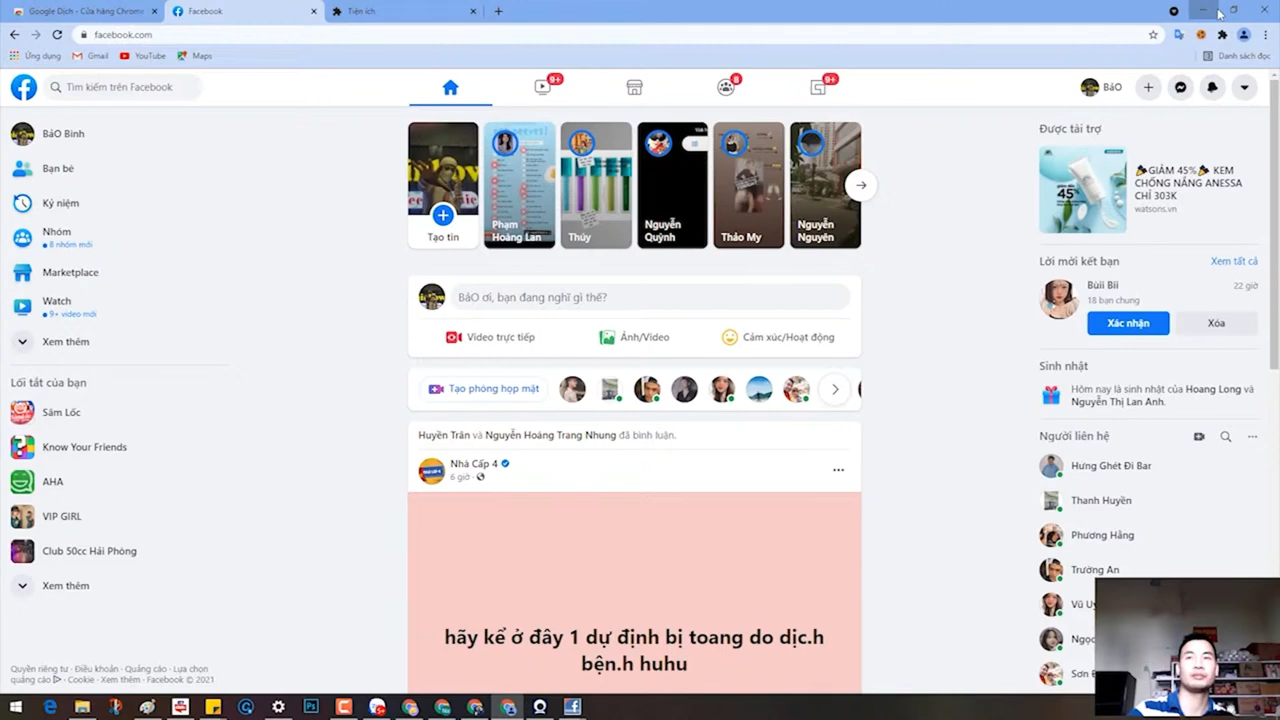 Google Dịch - Cửa hàng Chrome
Facebook
Tiện ích
facebook.com
Ứng dụng
Gmail
YouTube
Maps
Danh sách đọc
Tìm kiếm trên Facebook
9+
8
9+
BảO
BảO Bình
Bạn bè
Kỷ niệm
Nhóm
8 nhóm mới
Marketplace
Watch
9+ video mới
Xem thêm
Lối tắt của bạn
Sâm Lốc
Know Your Friends
AHA
VIP GIRL
Club 50cc Hải Phòng
Xem thêm
Quyền riêng tư · Điều khoản · Quảng cáo · Lựa chọn
quảng cáo · Cookie · Xem thêm · Facebook © 2021
Tạo tin
Phạm
Hoàng Lan
Thúy
Nguyễn
Quỳnh
Thảo My
Nguyễn
Nguyên
BảO ơi, bạn đang nghĩ gì thế?
Video trực tiếp
Ảnh/Video
Cảm xúc/Hoạt động
Tạo phòng họp mặt
Huyền Trân và Nguyễn Hoàng Trang Nhung đã bình luận.
Nhà Cấp 4
6 giờ ·
hãy kể ở đây 1 dự định bị toang do dịc.h
bện.h huhu
Được tài trợ
GIẢM 45% KEM
CHỐNG NẮNG ANESSA
CHỈ 303K
watsons.vn
45%
Lời mời kết bạn
Xem tất cả
Bùii Bíi
22 giờ
18 bạn chung
Xác nhận
Xóa
Sinh nhật
Hôm nay là sinh nhật của Hoang Long và
Nguyễn Thị Lan Anh.
Người liên hệ
Hưng Ghét Đi Bar
Thanh Huyền
Phương Hằng
Trường An
Vũ
Ngọ
Sơn